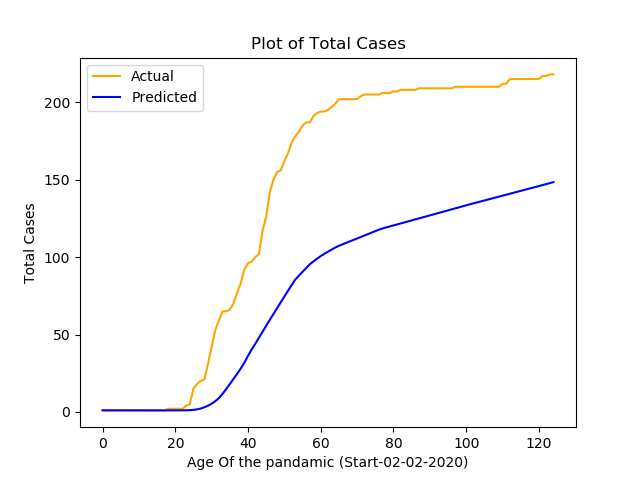 Plot of Total Cases
Actual
Predicted
Total Cases
200
150
100
50
0
0 20 40 60 80 100 120
Age Of the pandamic (Start-02-02-2020)